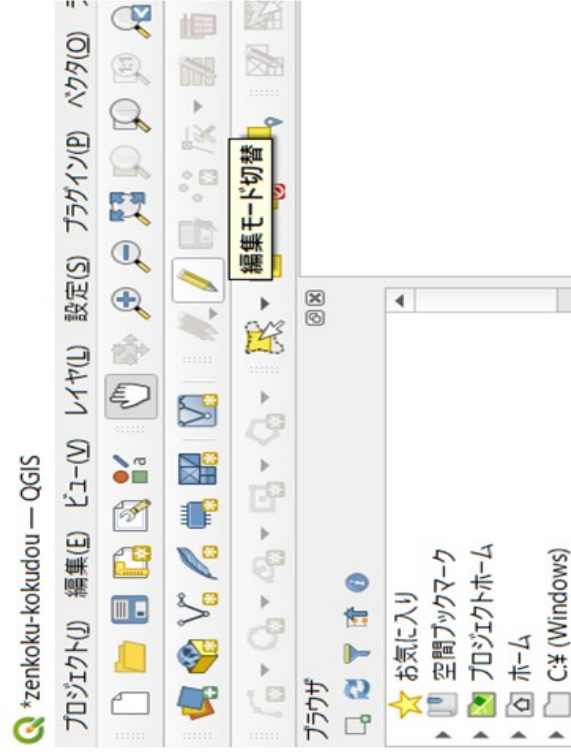 *zenkoku-kokudou — QGIS
プロジェクト(J) 編集(E) ビュー(V) レイヤ(L) 設定(S) プラグイン(P) ベクタ(O)
a
1:1
編集モード切替
ブラウザ
お気に入り
空間ブックマーク
プロジェクトホーム
ホーム
C:¥ (Windows)